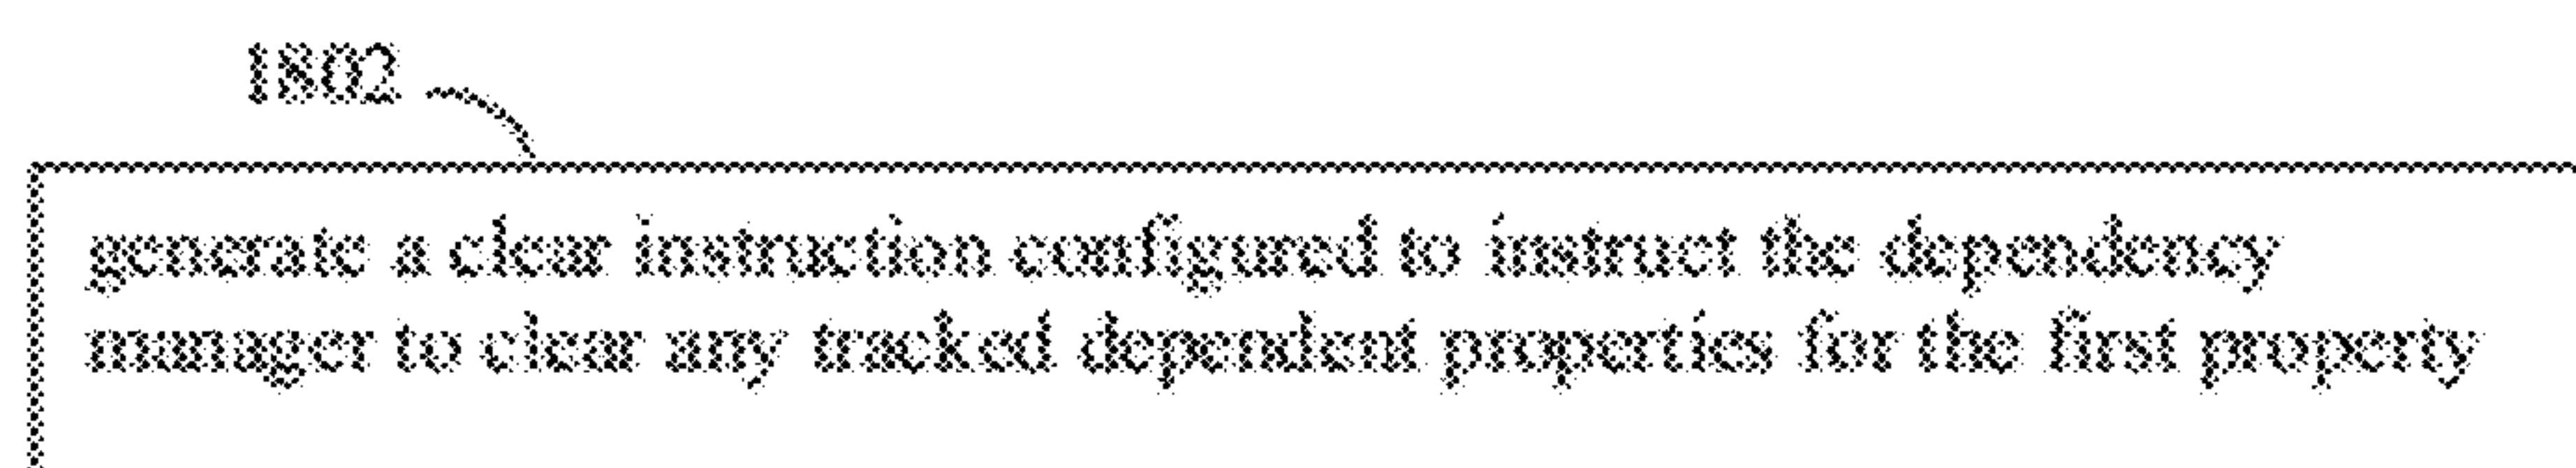 1802
generate a clear instruction configured to instruct the dependency
manager to clear any tracked dependent properties for the first property